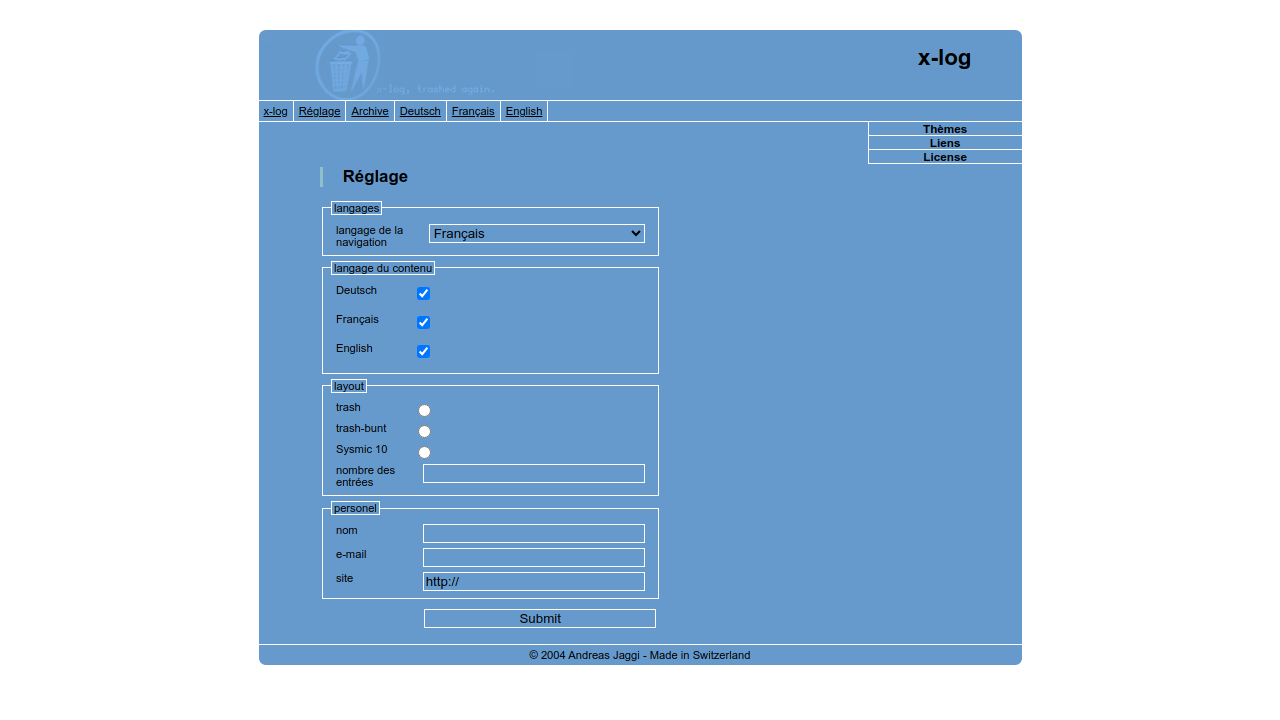 x-log
x-log, trashed again.
x-log Réglage Archive Deutsch Français English
Thèmes
Liens
License
Réglage
langages
langage de la
navigation
Français
langage du contenu
Deutsch
Français
English
layout
trash
trash-bunt
Sysmic 10
nombre des
entrées
personel
nom
e-mail
site
http://
Submit
© 2004 Andreas Jaggi - Made in Switzerland